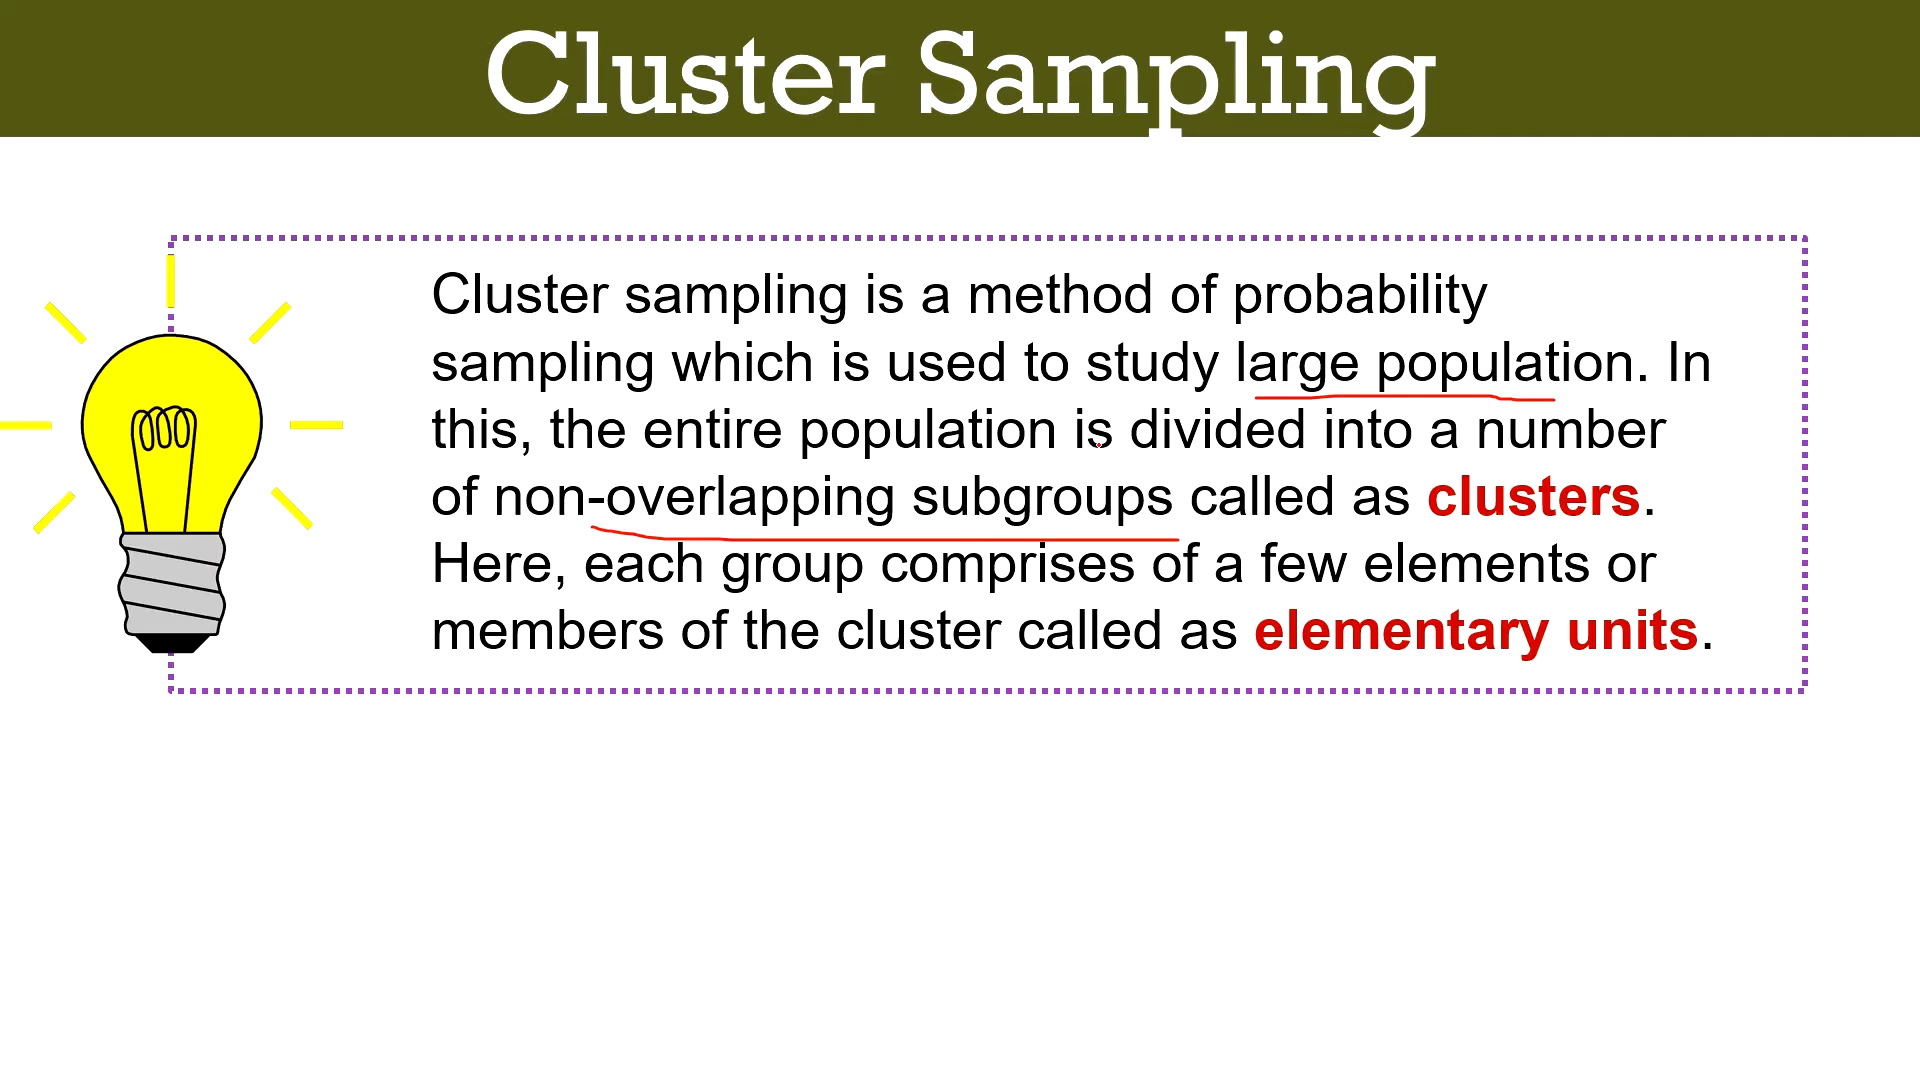 Cluster Sampling
Cluster sampling is a method of probability
sampling which is used to study large population. In
this, the entire population is divided into a number
of non-overlapping subgroups called as clusters.
Here, each group comprises of a few elements or
members of the cluster called as elementary units.